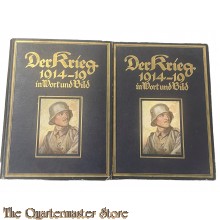 Der Krieg
1914-19
in Wort und Bild
Der Krieg
1914-19
in Wort und Bild
The Quartermaster Store